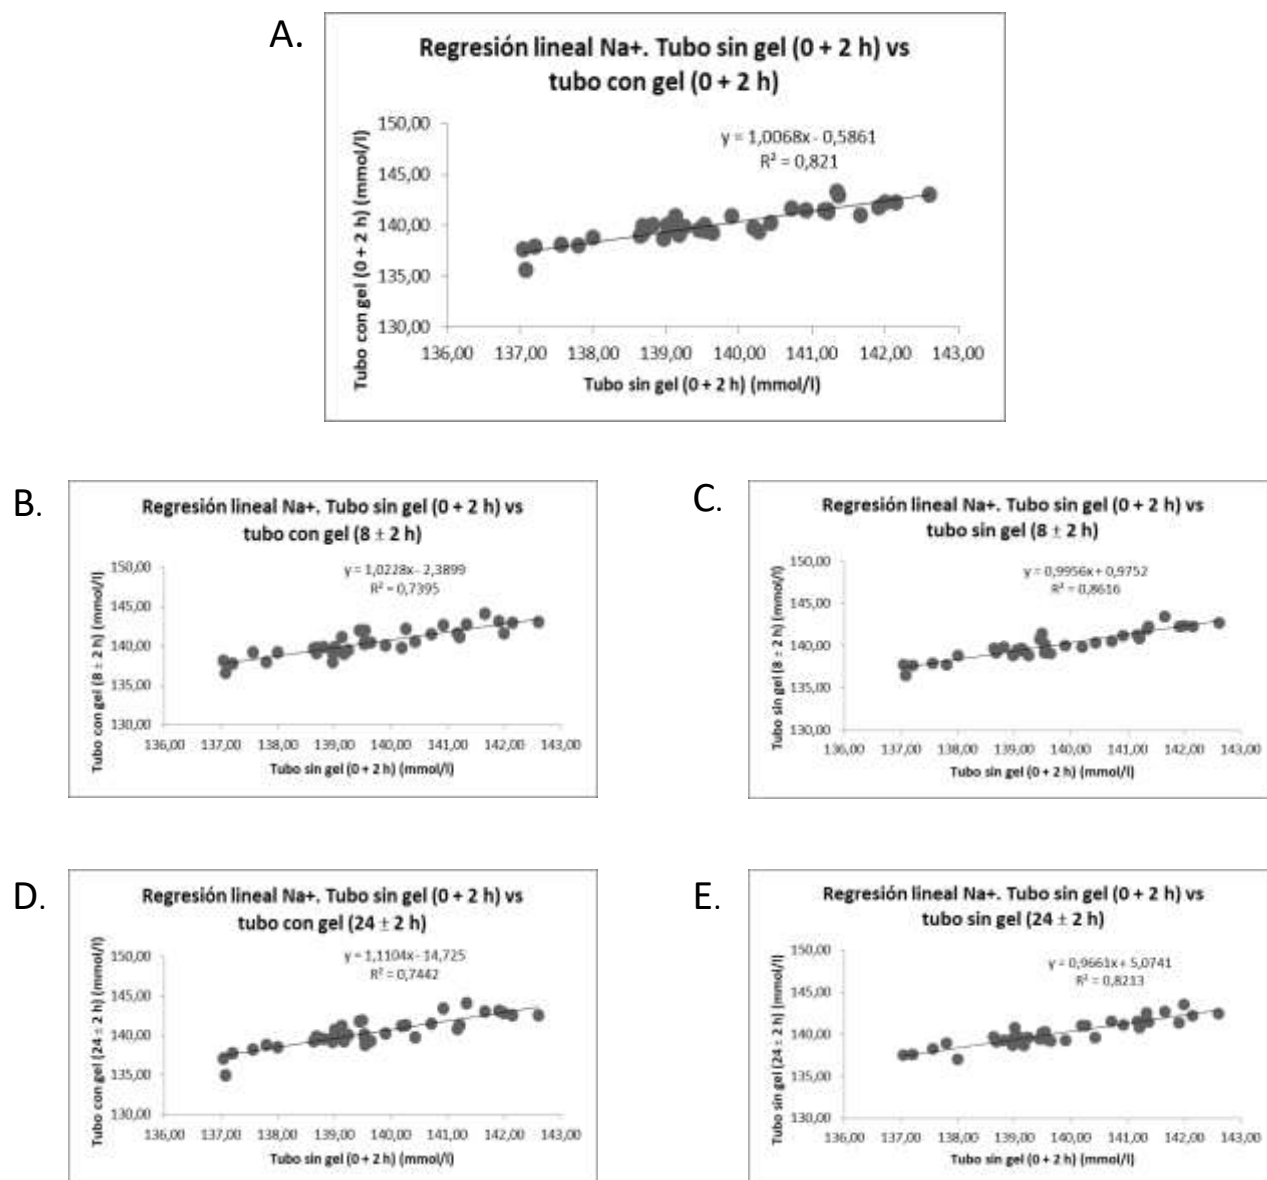 A.
Regresión lineal Na+. Tubo sin gel (0 + 2 h) vs
tubo con gel (0 + 2 h)
Tubo con gel (0 + 2 h) (mmol/l)
150,00
145,00
140,00
135,00
130,00
y = 1,0068x - 0,5861
R² = 0,821
136,00 137,00 138,00 139,00 140,00 141,00 142,00 143,00
Tubo sin gel (0 + 2 h) (mmol/l)
B.
Regresión lineal Na+. Tubo sin gel (0 + 2 h) vs
tubo con gel (8 ± 2 h)
Tubo con gel (8 ± 2 h) (mmol/l)
150,00
145,00
140,00
135,00
130,00
y = 1,0228x - 2,3899
R² = 0,7395
136,00 137,00 138,00 139,00 140,00 141,00 142,00 143,00
Tubo sin gel (0 + 2 h) (mmol/l)
C.
Regresión lineal Na+. Tubo sin gel (0 + 2 h) vs
tubo sin gel (8 ± 2 h)
Tubo sin gel (8 ± 2 h) (mmol/l)
150,00
145,00
140,00
135,00
130,00
y = 0,9956x + 0,9752
R² = 0,8616
136,00 137,00 138,00 139,00 140,00 141,00 142,00 143,00
Tubo sin gel (0 + 2 h) (mmol/l)
D.
Regresión lineal Na+. Tubo sin gel (0 + 2 h) vs
tubo con gel (24 ± 2 h)
Tubo con gel (24 ± 2 h) (mmol/l)
150,00
145,00
140,00
135,00
130,00
y = 1,1104x - 14,725
R² = 0,7442
136,00 137,00 138,00 139,00 140,00 141,00 142,00 143,00
Tubo sin gel (0 + 2 h) (mmol/l)
E.
Regresión lineal Na+. Tubo sin gel (0 + 2 h) vs
tubo sin gel (24 ± 2 h)
Tubo sin gel (24 ± 2 h) (mmol/l)
150,00
145,00
140,00
135,00
130,00
y = 0,9661x + 5,0741
R² = 0,8213
136,00 137,00 138,00 139,00 140,00 141,00 142,00 143,00
Tubo sin gel (0 + 2 h) (mmol/l)